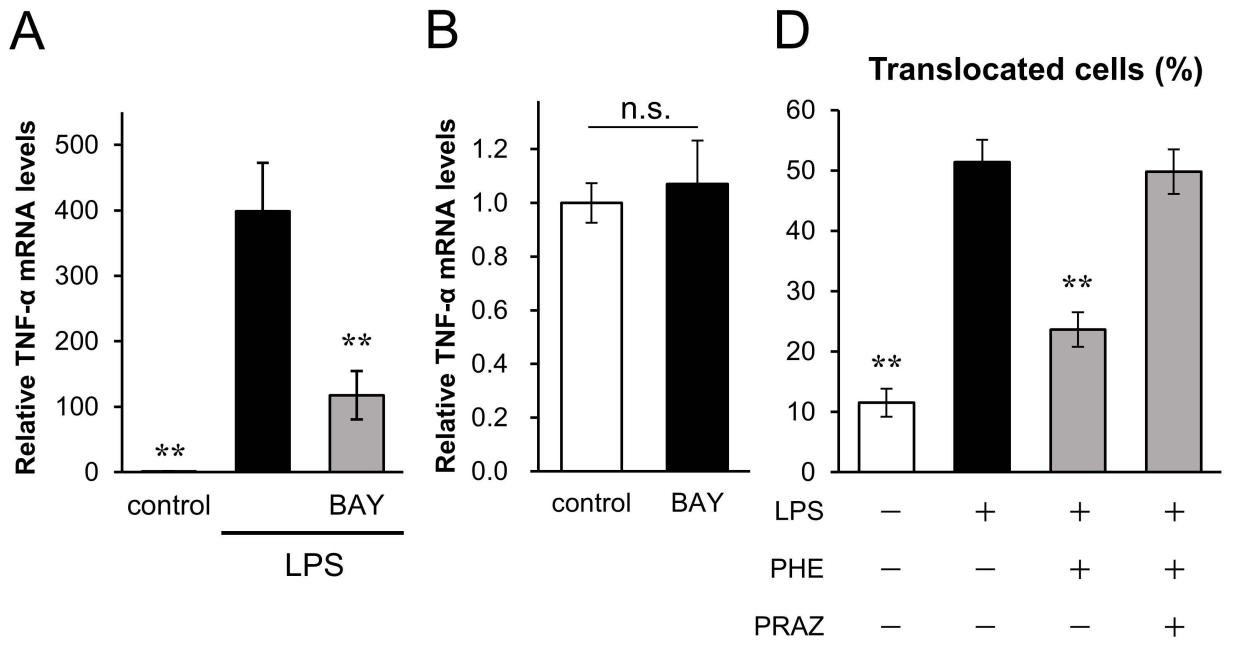 A
Relative TNF-α mRNA levels
500
400
300
200
100
0
**
**
control
BAY
LPS
B
Relative TNF-α mRNA levels
n.s.
1.2
1.0
0.8
0.6
0.4
0.2
0.0
control
BAY
D
Translocated cells (%)
60
50
40
30
20
10
0
**
**
LPS − + + +
PHE − − + +
PRAZ − − − +